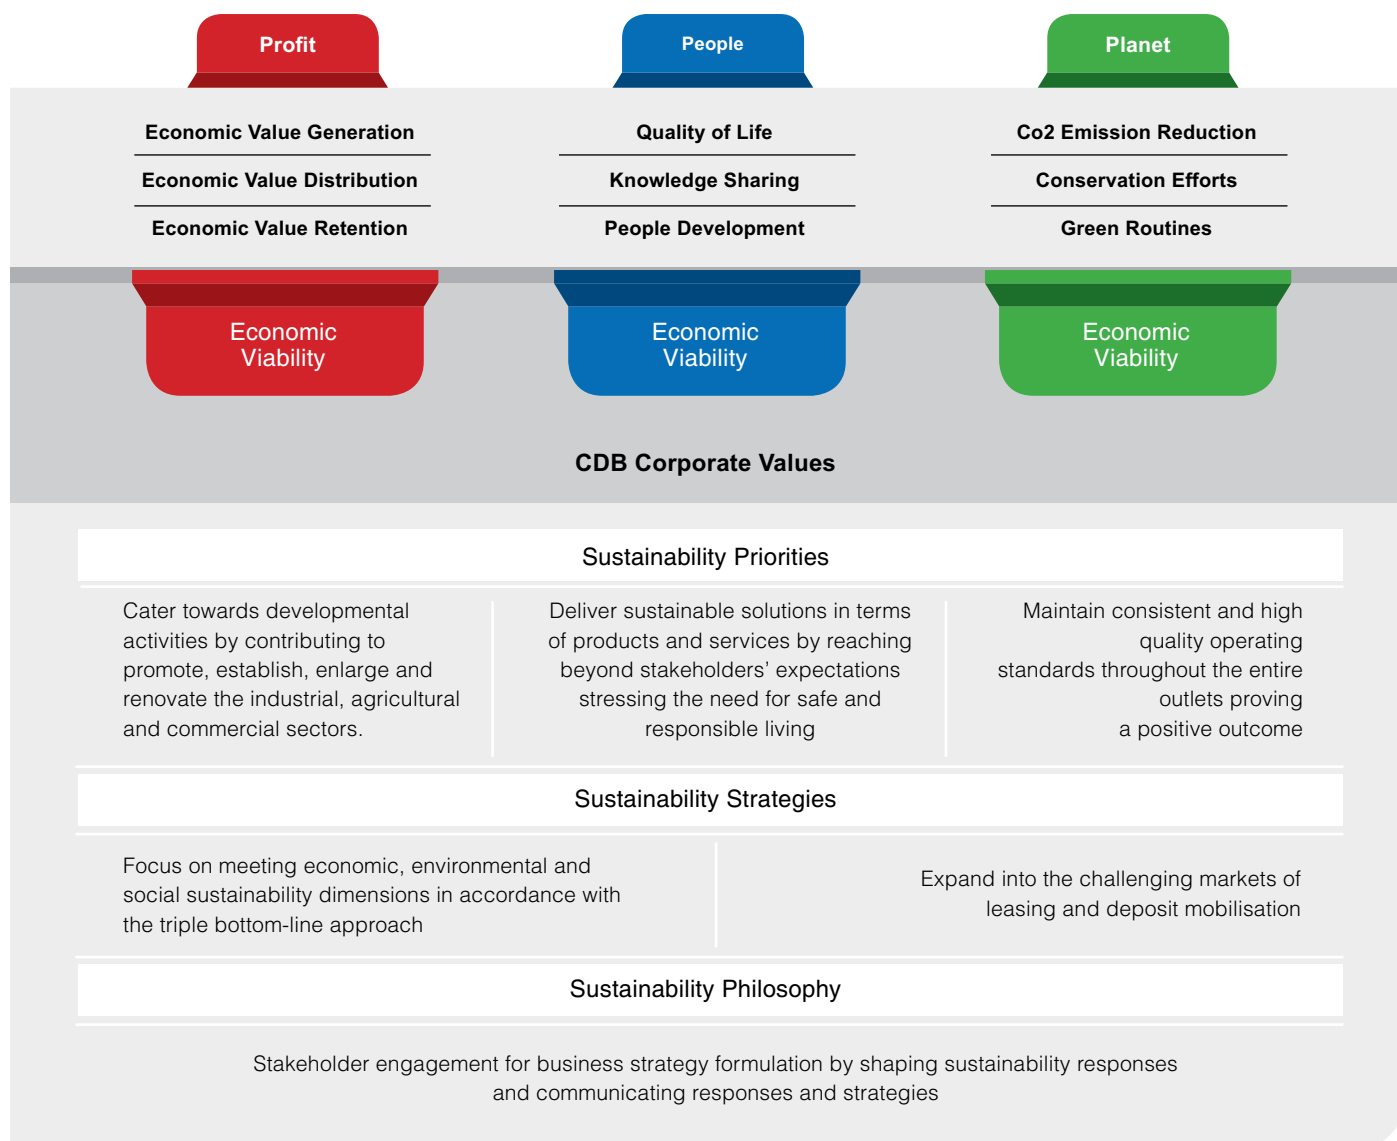 Profit
People
Planet
Economic Value Generation
Economic Value Distribution
Economic Value Retention
Quality of Life
Knowledge Sharing
People Development
Co2 Emission Reduction
Conservation Efforts
Green Routines
Economic
Viability
Economic
Viability
Economic
Viability
CDB Corporate Values
Sustainability Priorities
Cater towards developmental
activities by contributing to
promote, establish, enlarge and
renovate the industrial, agricultural
and commercial sectors.
Deliver sustainable solutions in terms
of products and services by reaching
beyond stakeholders’ expectations
stressing the need for safe and
responsible living
Maintain consistent and high
quality operating
standards throughout the entire
outlets proving
a positive outcome
Sustainability Strategies
Focus on meeting economic, environmental and
social sustainability dimensions in accordance with
the triple bottom-line approach
Expand into the challenging markets of
leasing and deposit mobilisation
Sustainability Philosophy
Stakeholder engagement for business strategy formulation by shaping sustainability responses
and communicating responses and strategies